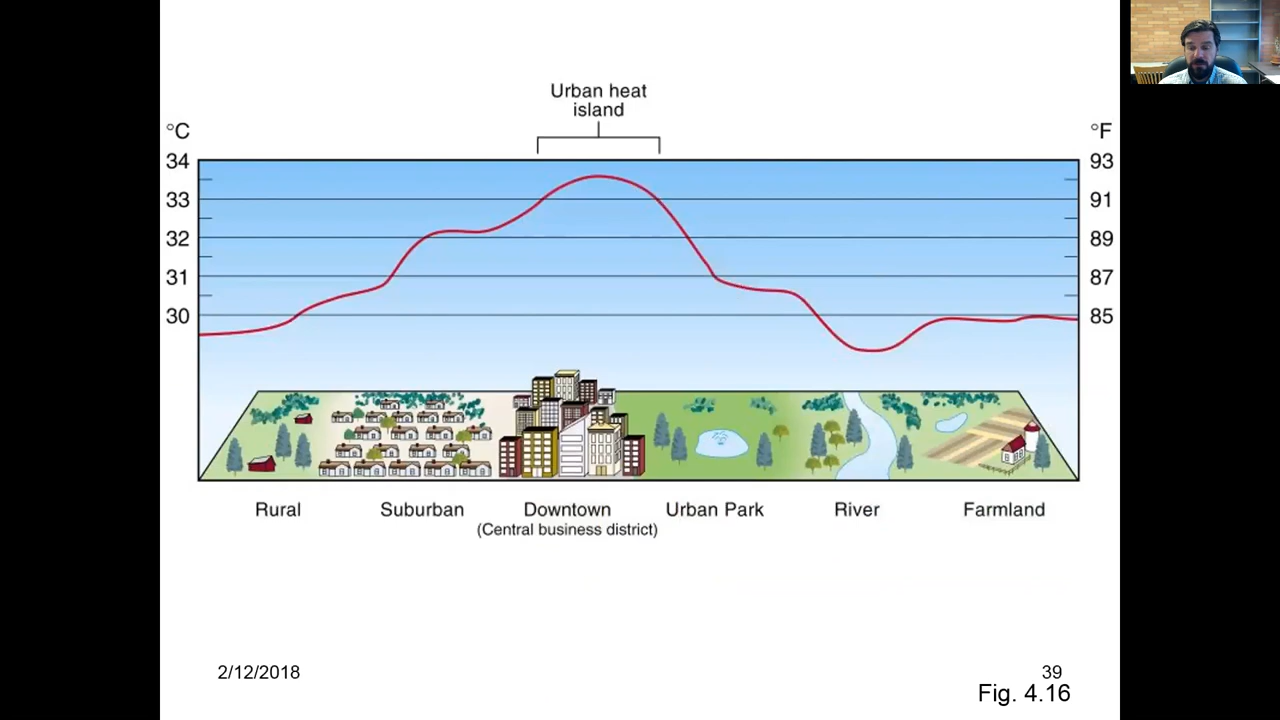 Urban heat
island
°C
°F
34
93
33
91
32
89
31
87
30
85
Rural
Suburban
Downtown
(Central business district)
Urban Park
River
Farmland
2/12/2018
39
Fig. 4.16